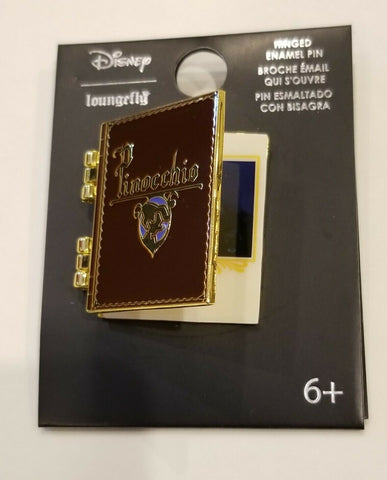 Disney
loungefly
HINGED
ENAMEL PIN
BROCHE ÉMAIL
QUI S'OUVRE
PIN ESMALTADO
CON BISAGRA
Pinocchio
6+